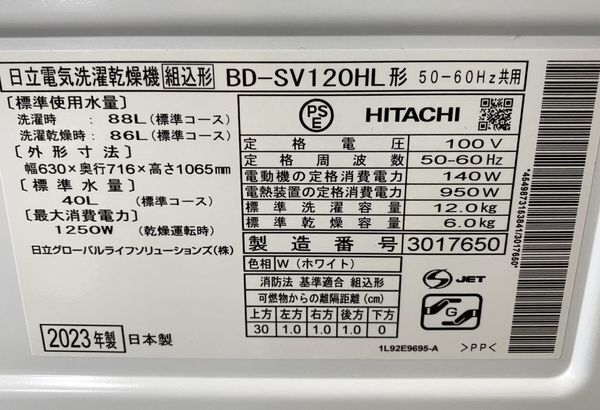 日立電気洗濯乾燥機 組込形 BD-SV120HL形 50-60Hz共用
[標準使用水量]
洗濯時 : 88L (標準コース)
洗濯乾燥時 : 86L (標準コース)
[外形寸法]
幅630×奥行716×高さ1065mm
[標準水量]
40L (標準コース)
[最大消費電力]
1250W (乾燥運転時)
日立グローバルライフソリューションズ(株)
2023年製 日本製
PSE HITACHI
定格電圧 100V
定格周波数 50-60Hz
電動機の定格消費電力 140W
電熱装置の定格消費電力 950W
標準洗濯容量 12.0kg
標準乾燥容量 6.0kg
製造番号 3017650
色相 W(ホワイト)
消防法 基準適合 組込形
可燃物からの離隔距離(cm)
上方 左方 右方 後方 下方
30 1.0 1.0 1.0 0
S JET
G
1L92E9695-A >PP<
*4549873153841/3017650*